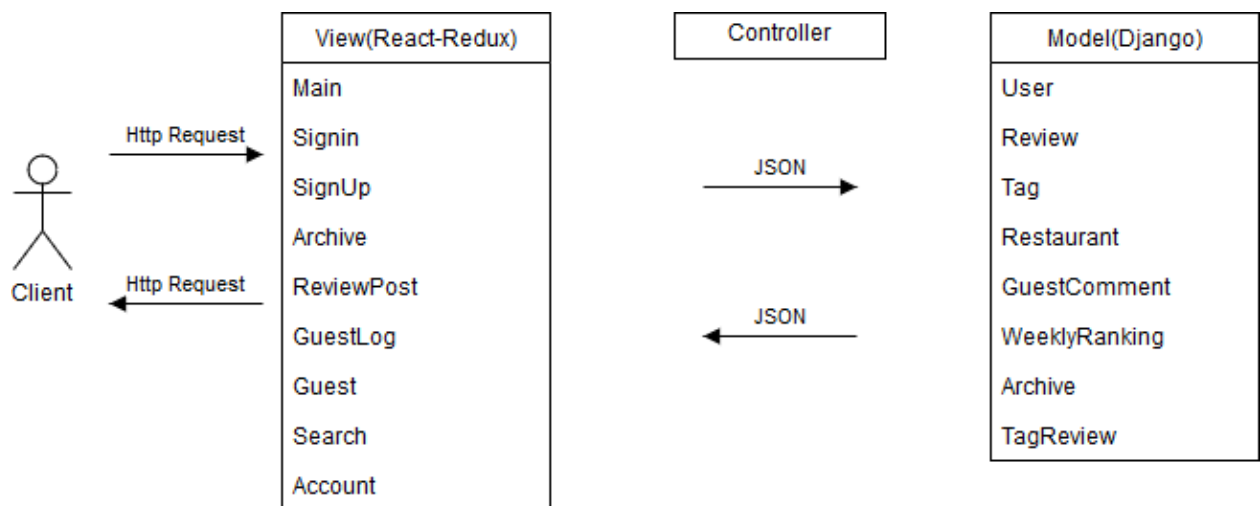 View(React-Redux)
Main
Signin
SignUp
Archive
ReviewPost
GuestLog
Guest
Search
Account
Controller
Model(Django)
User
Review
Tag
Restaurant
GuestComment
WeeklyRanking
Archive
TagReview
Http Request
Http Request
Client
JSON
JSON